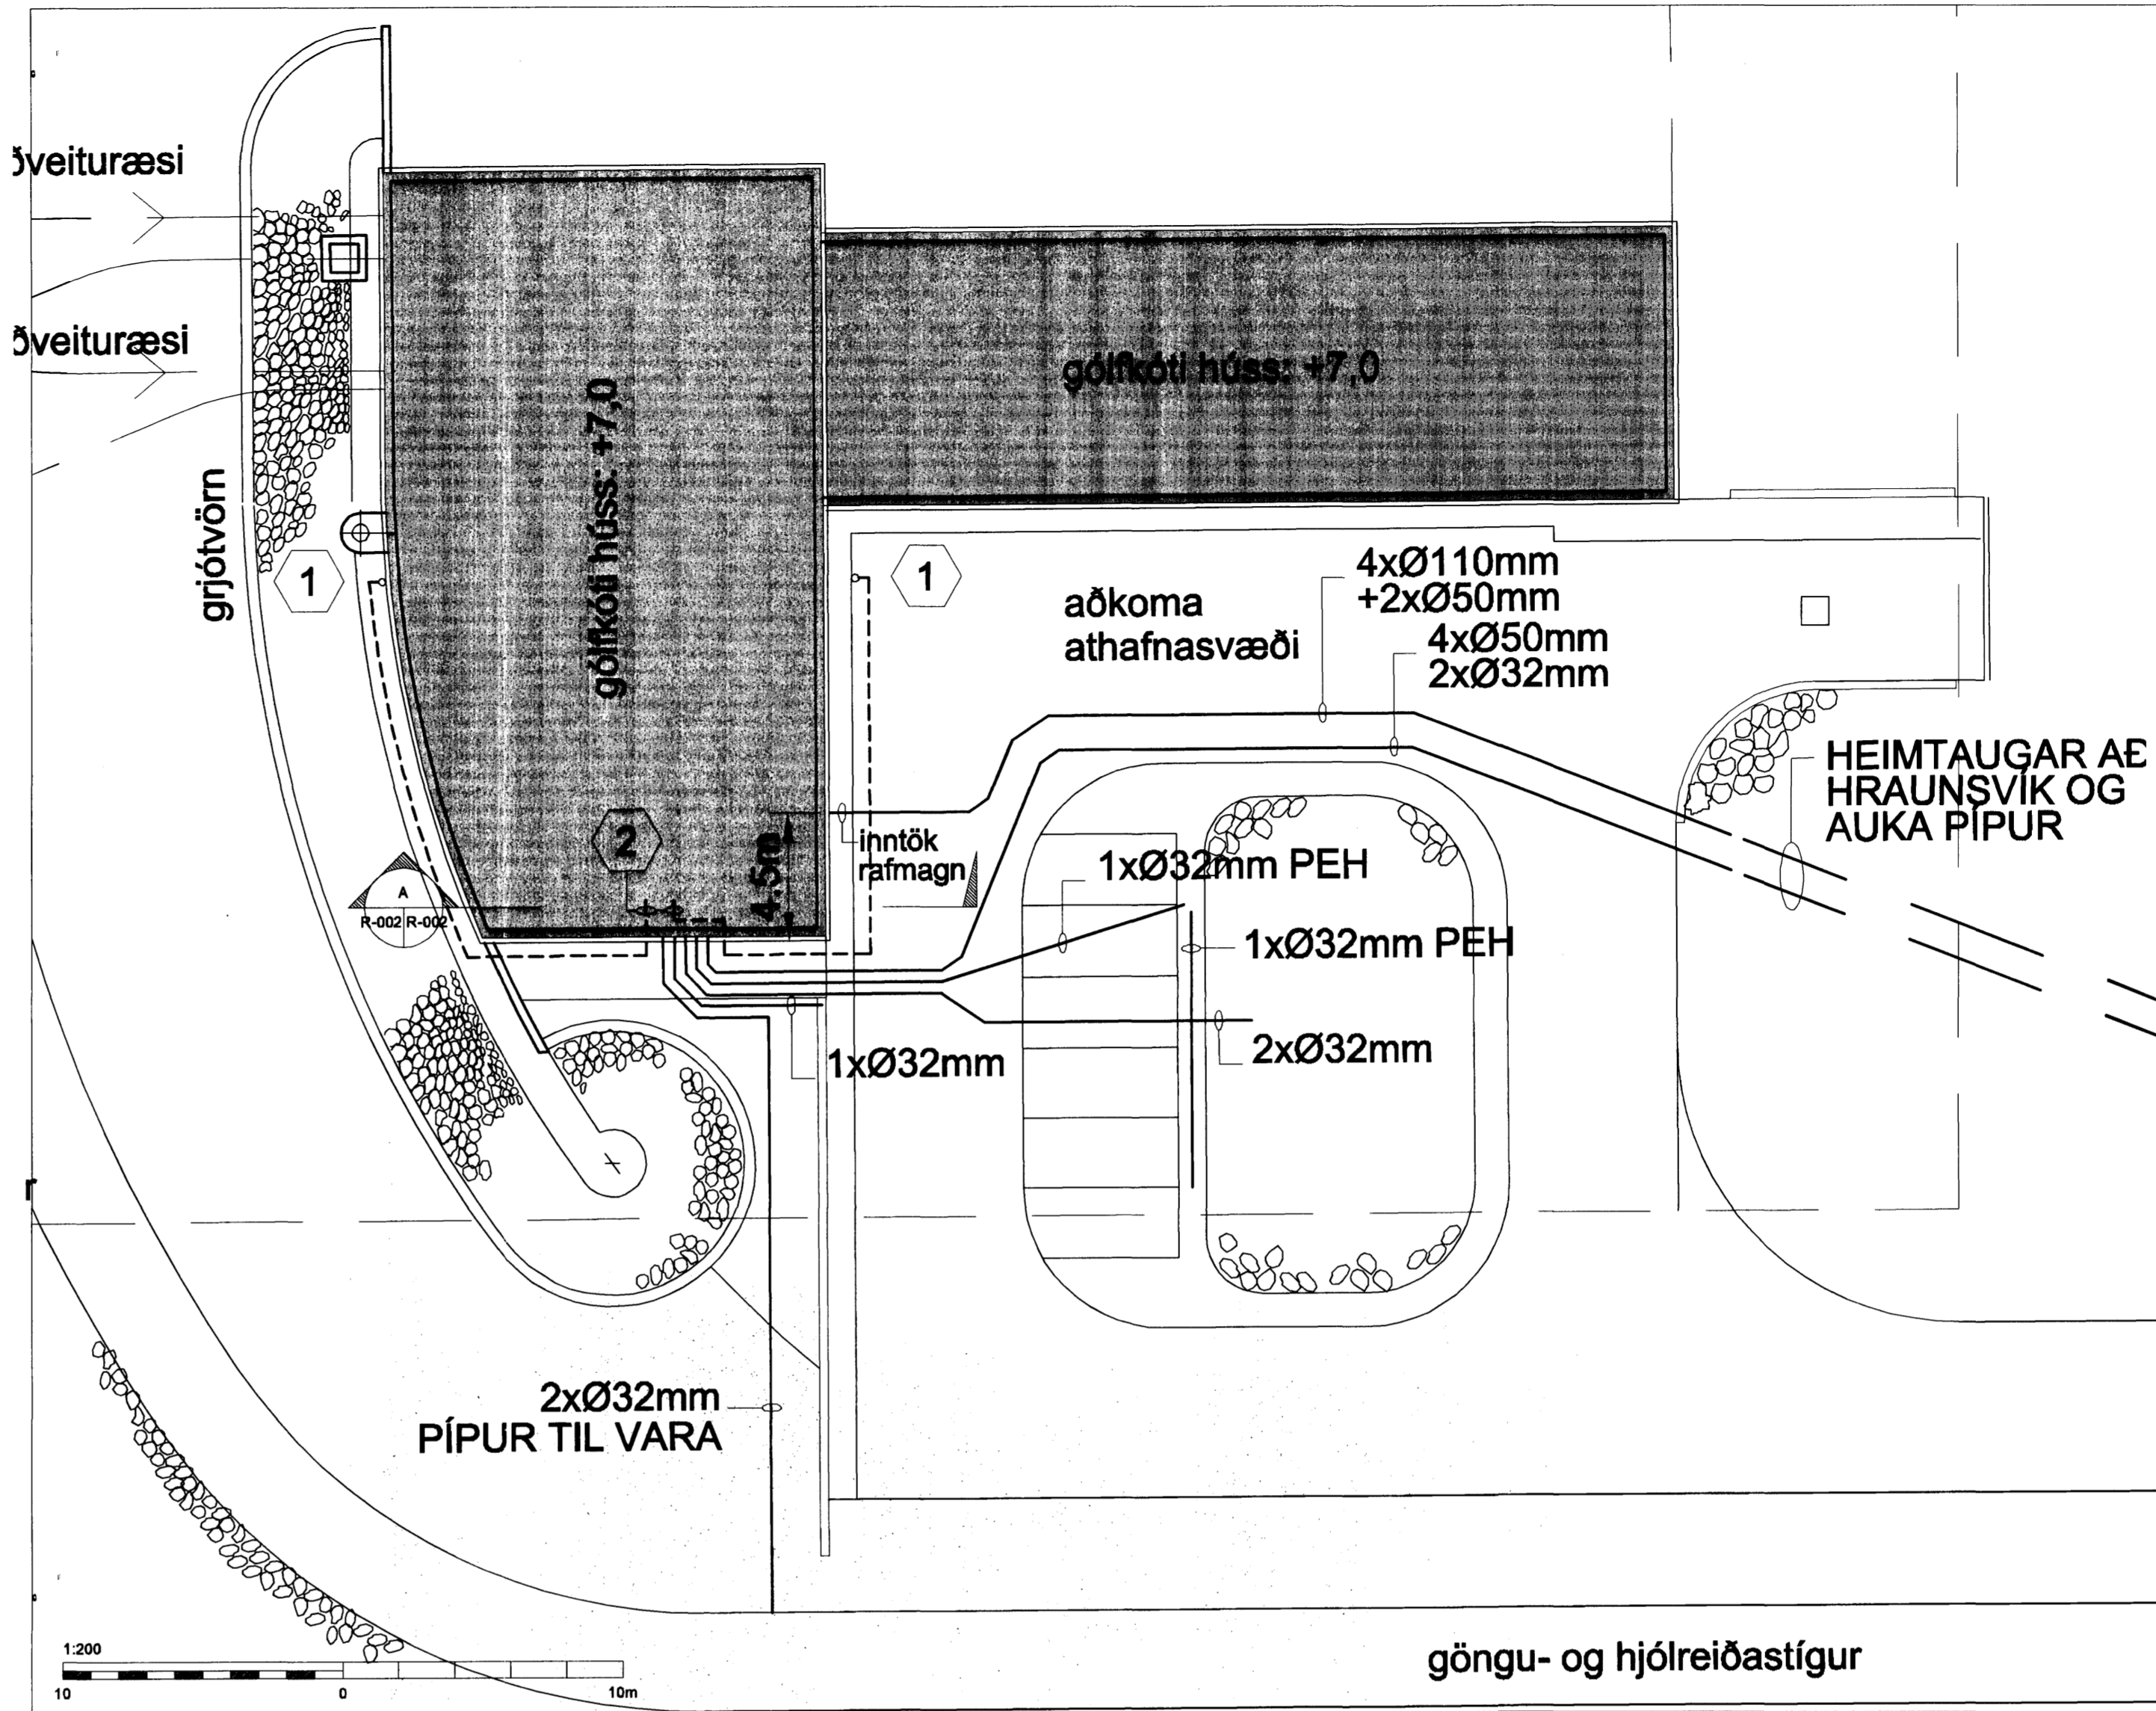 ðveituræsi
ðveituræsi
grjótvörn
1
gólfkóti húss: +7,0
gólfkóti húss: +7,0
1
aðkoma
athafnasvæði
4xØ110mm
+2xØ50mm
4xØ50mm
2xØ32mm
HEIMTAUGAR AÐ
HRAUNSVÍK OG
AUKA PÍPUR
2
4.5m
inntök
rafmagn
1xØ32mm PEH
1xØ32mm PEH
2xØ32mm
1xØ32mm
A
R-002 R-002
r
2xØ32mm
PÍPUR TIL VARA
1:200
10 0 10m
göngu- og hjólreiðastígur